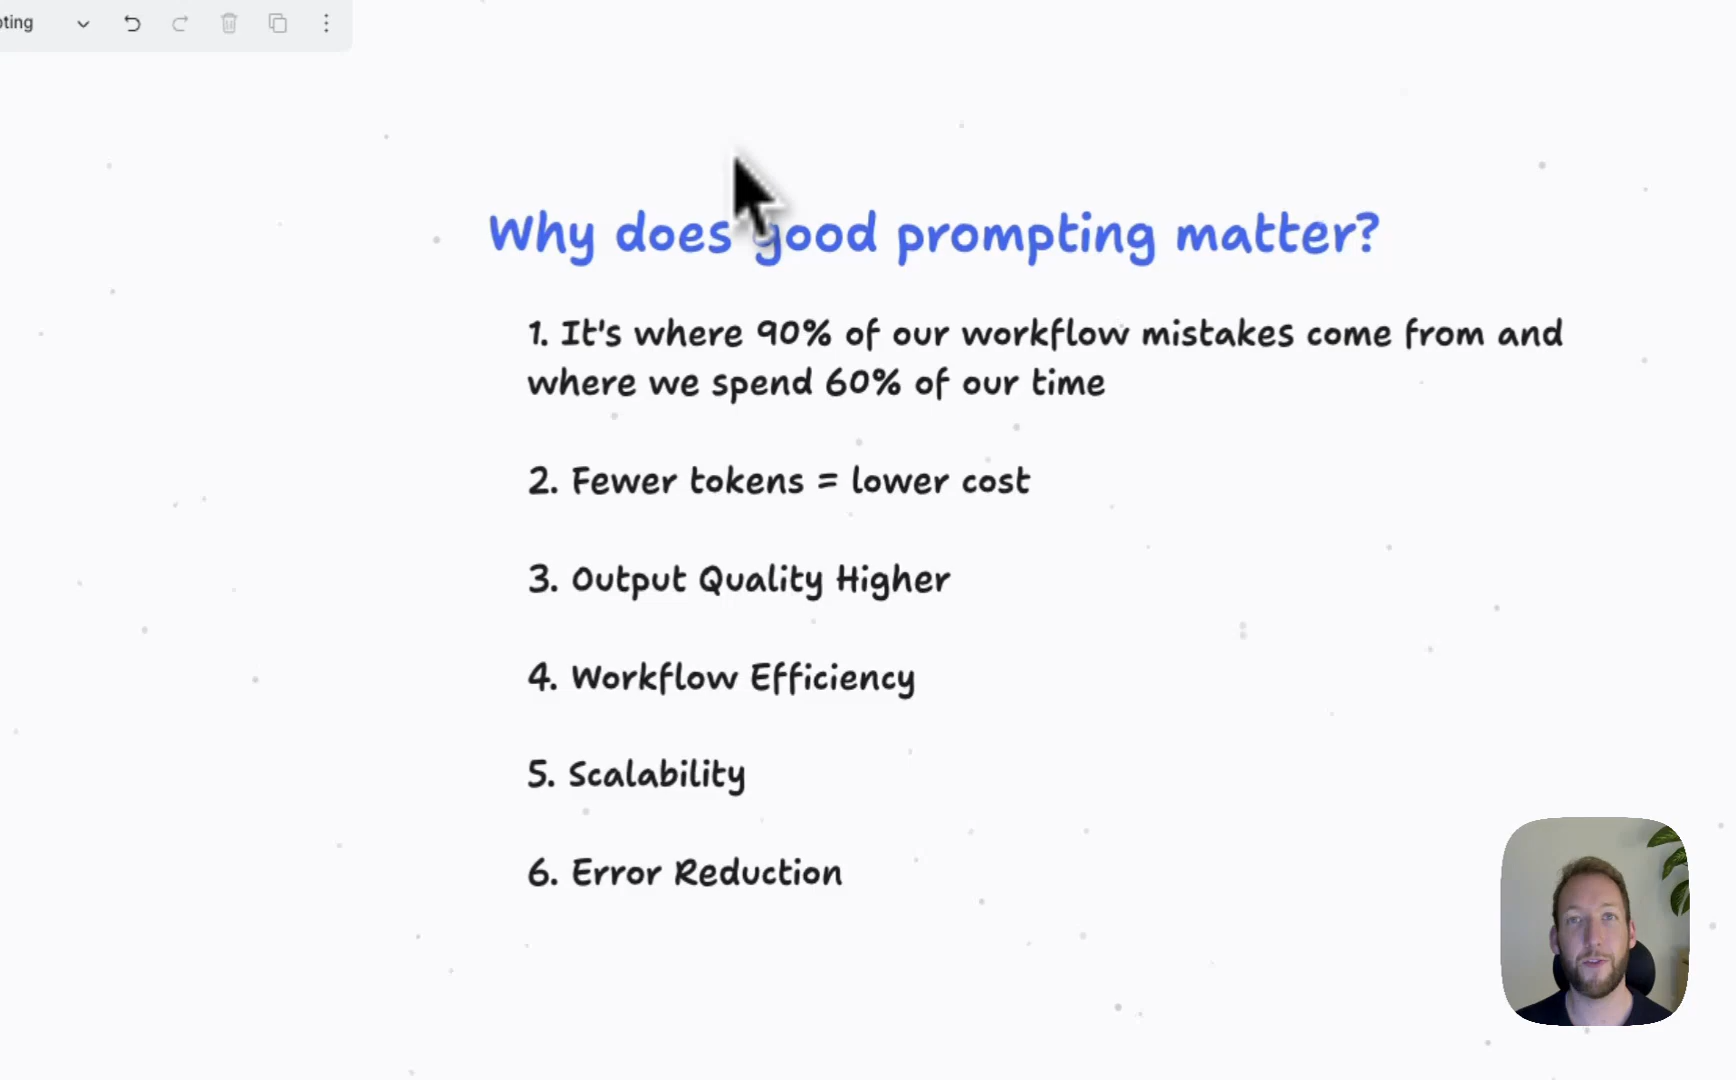 pting
Why does good prompting matter?
1. It's where 90% of our workflow mistakes come from and
where we spend 60% of our time
2. Fewer tokens = lower cost
3. Output Quality Higher
4. Workflow Efficiency
5. Scalability
6. Error Reduction